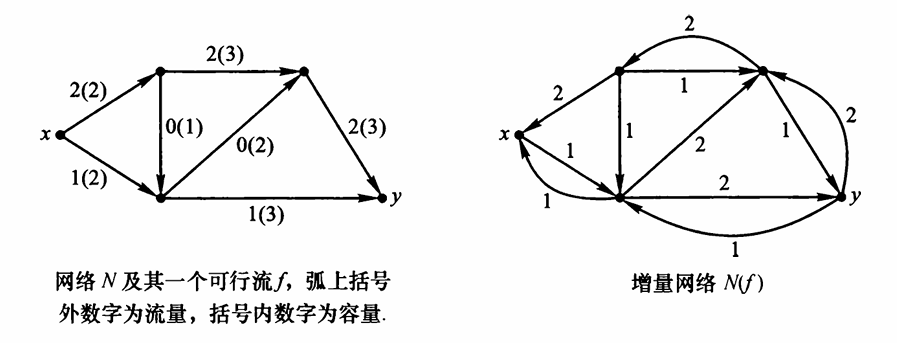 2(3)
2(2)
x
0(1)
0(2)
2(3)
1(2)
1(3)
y
网络 N 及其一个可行流 f, 弧上括号
外数字为流量，括号内数字为容量.
2
2
1
x
1
1
2
1
2
1
2
y
1
增量网络 N(f)